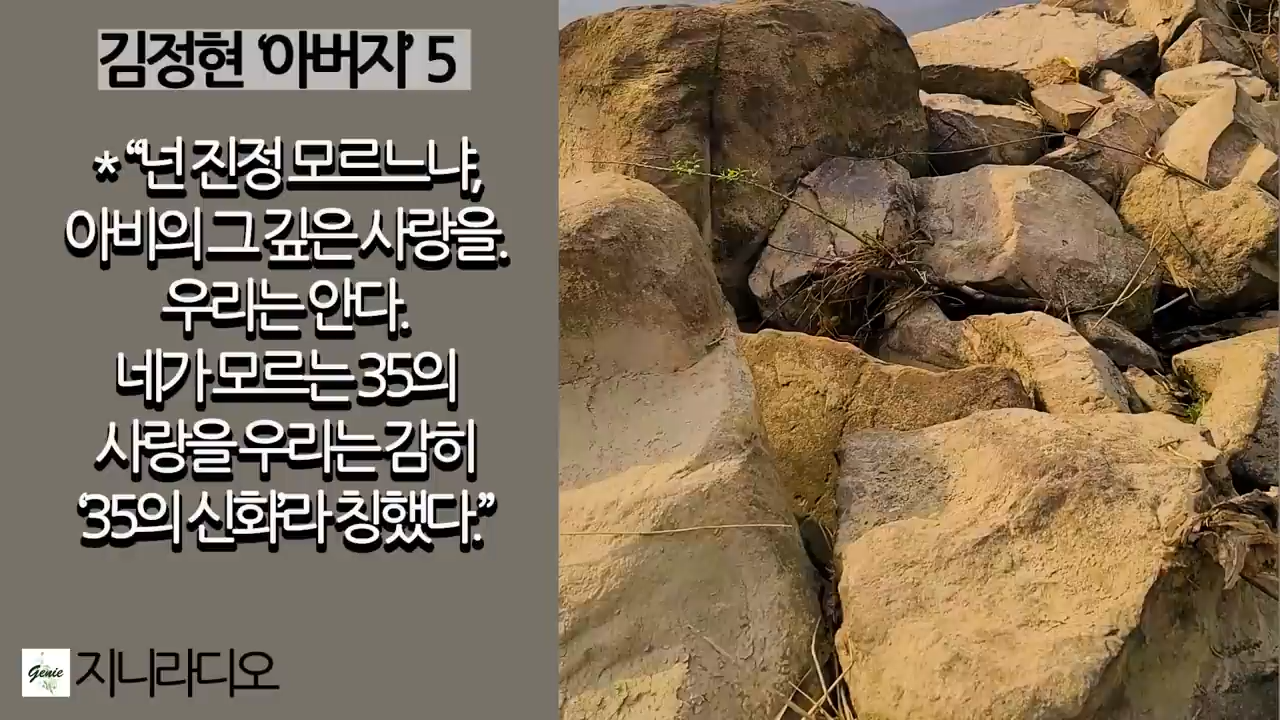 김정현 ‘아버지’ 5
* “넌 진정 모르느냐,
아비의 그 깊은 사랑을.
우리는 안다.
네가 모르는 35의
사랑을 우리는 감히
‘35의 신화’라 칭했다.”
Genie
지니라디오